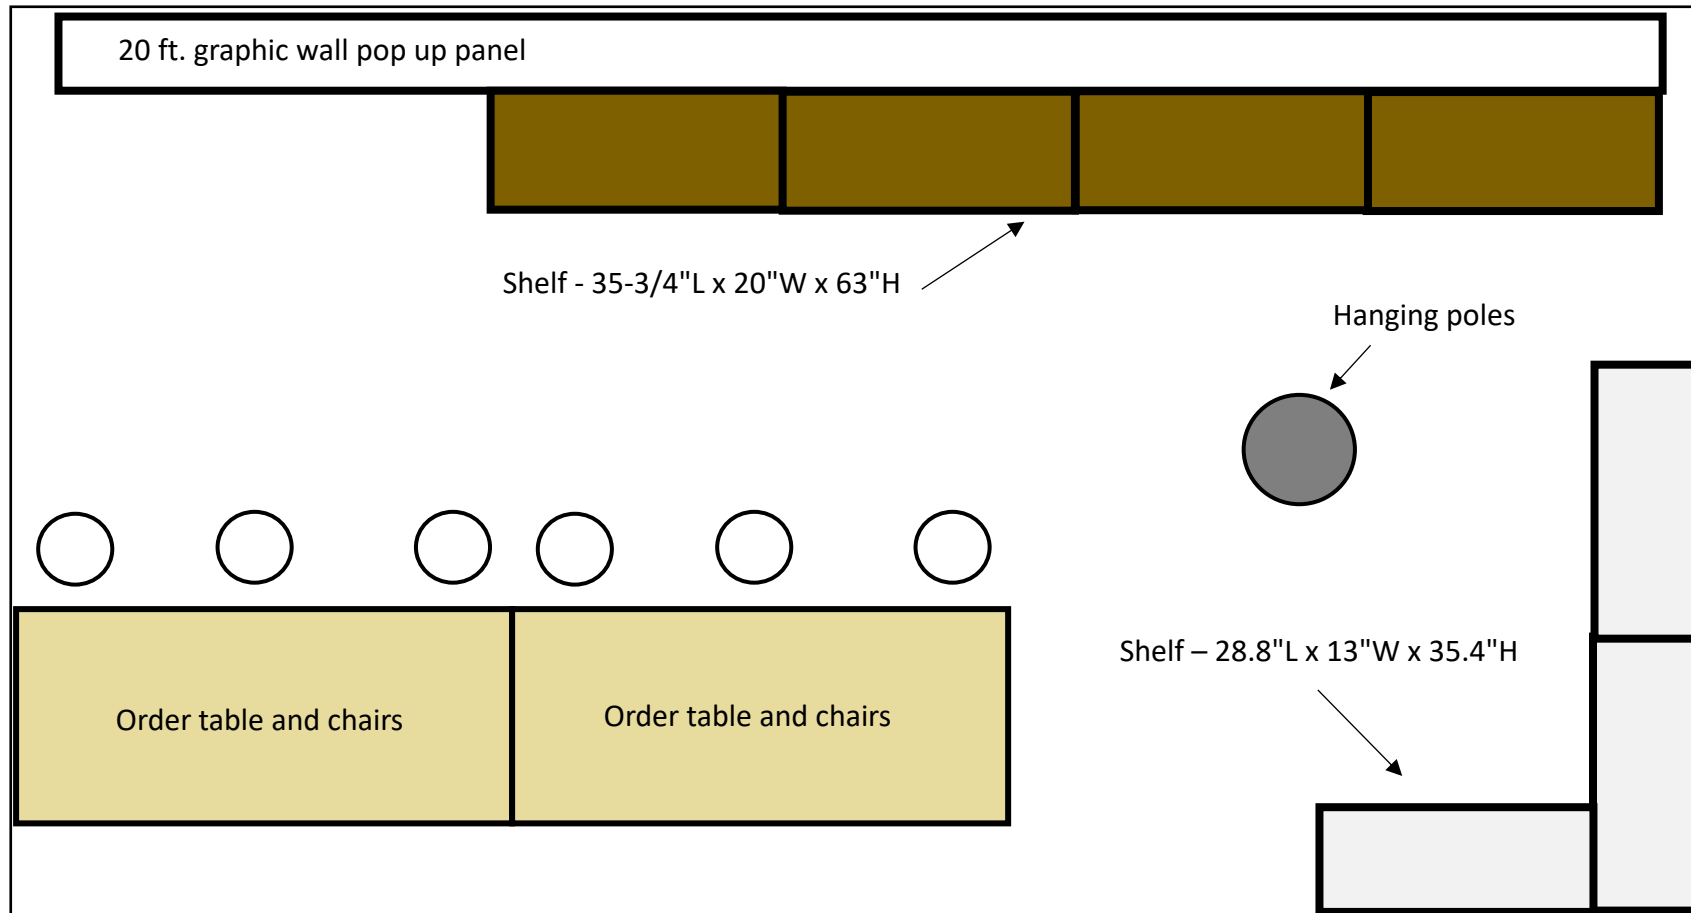 20 ft. graphic wall pop up panel
Shelf - 35-3/4"L x 20"W x 63"H
Hanging poles
Shelf – 28.8"L x 13"W x 35.4"H
Order table and chairs
Order table and chairs